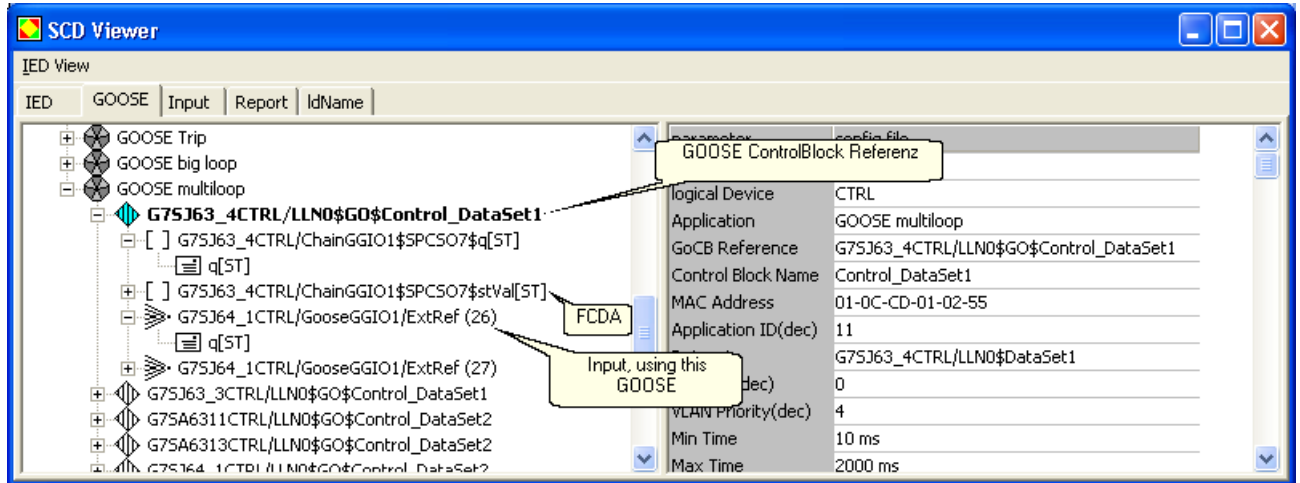 SCD Viewer
IED View
IED GOOSE Input Report ldName
GOOSE Trip
GOOSE big loop
GOOSE multiloop
G7SJ63_4CTRL/LLN0$GO$Control_DataSet1
G7SJ63_4CTRL/ChainGGIO1$SPCSO7$q[ST]
q[ST]
G7SJ63_4CTRL/ChainGGIO1$SPCSO7$stVal[ST]
G7SJ64_1CTRL/GooseGGIO1/ExtRef (26)
q[ST]
G7SJ64_1CTRL/GooseGGIO1/ExtRef (27)
G7SJ63_3CTRL/LLN0$GO$Control_DataSet1
G7SA6311CTRL/LLN0$GO$Control_DataSet2
G7SA6313CTRL/LLN0$GO$Control_DataSet2
G7SJ64_1CTRL/LLN0$GO$Control_DataSet2
GOOSE ControlBlock Referenz
FCDA
Input, using this
GOOSE
parameter config file
logical Device CTRL
Application GOOSE multiloop
GoCB Reference G7SJ63_4CTRL/LLN0$GO$Control_DataSet1
Control Block Name Control_DataSet1
MAC Address 01-0C-CD-01-02-55
Application ID(dec) 11
G7SJ63_4CTRL/LLN0$DataSet1
dec) 0
VLAN Priority(dec) 4
Min Time 10 ms
Max Time 2000 ms